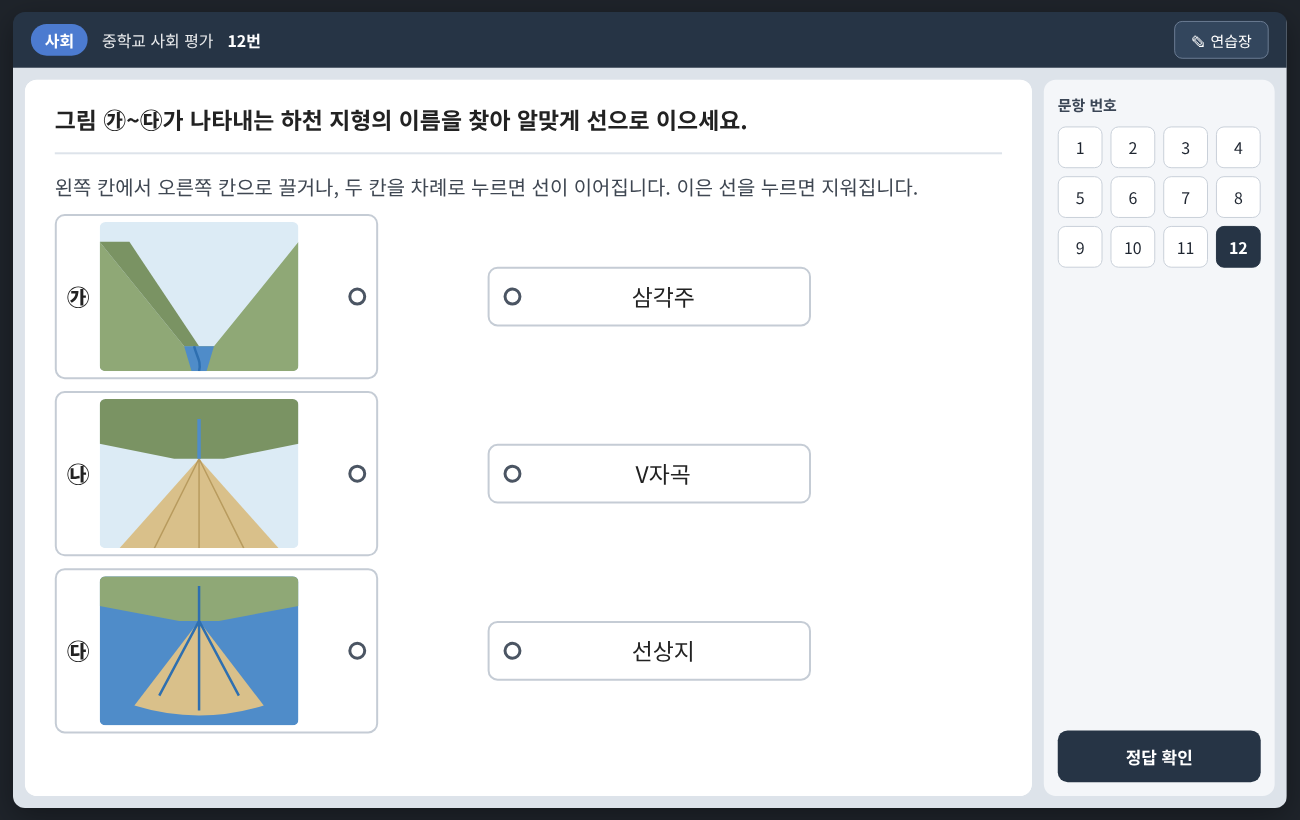 사회 중학교 사회 평가 12번
✎ 연습장
그림 ㉮~㉰가 나타내는 하천 지형의 이름을 찾아 알맞게 선으로 이으세요.
왼쪽 칸에서 오른쪽 칸으로 끌거나, 두 칸을 차례로 누르면 선이 이어집니다. 이은 선을 누르면 지워집니다.
㉮ 삼각주
㉯ V자곡
㉰ 선상지
문항 번호
1 2 3 4
5 6 7 8
9 10 11 12
정답 확인